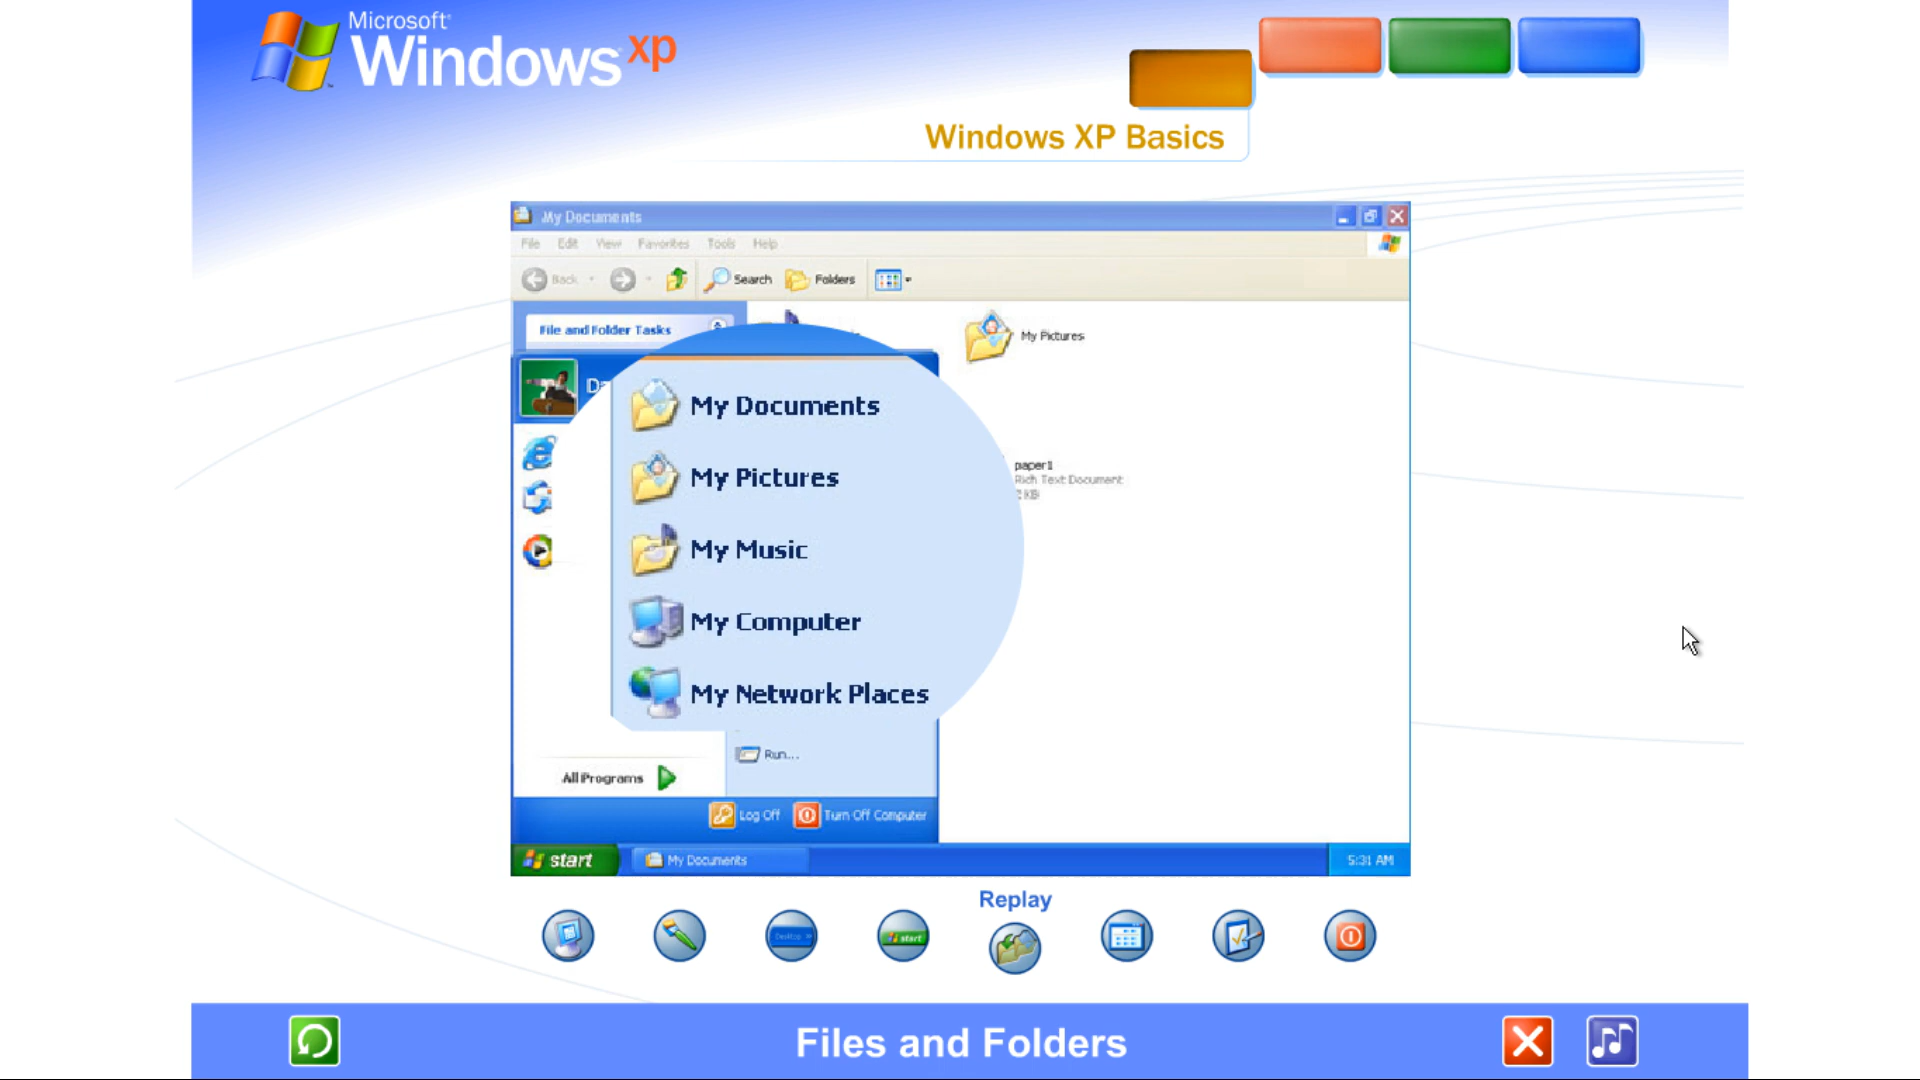 Microsoft®
Windows xp
Windows XP Basics
My Documents
File Edit View Favorites Tools Help
Back Search Folders
File and Folder Tasks
My Pictures
My Documents
My Pictures
My Music
My Computer
My Network Places
paper1
Rich Text Document
Run...
All Programs
Log Off Turn Off Computer
start My Documents 5:31 AM
Replay
Desktop
start
Files and Folders